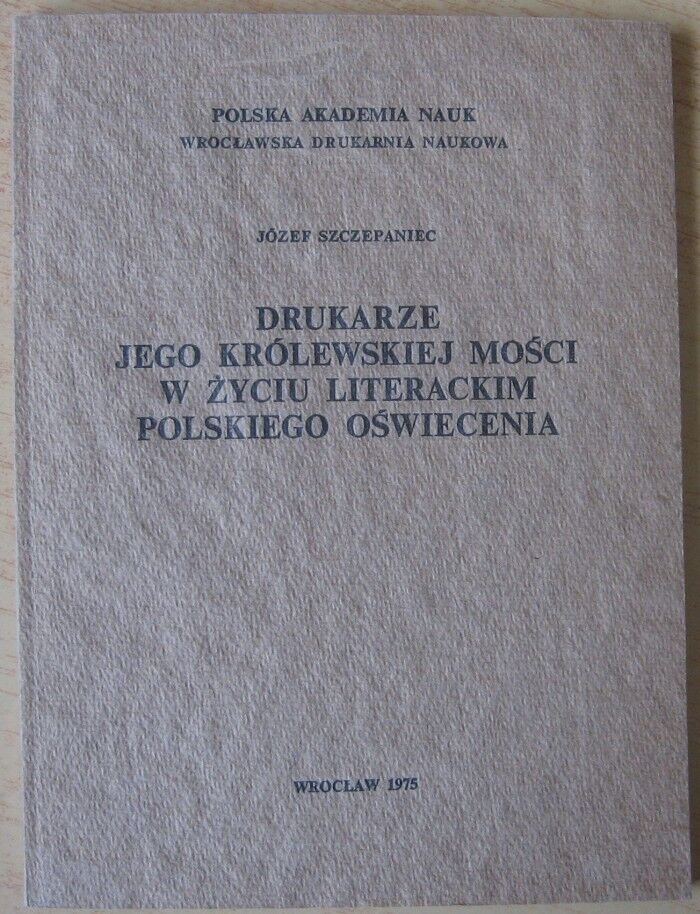 POLSKA AKADEMIA NAUK
WROCŁAWSKA DRUKARNIA NAUKOWA
JÓZEF SZCZEPANIEC
DRUKARZE
JEGO KRÓLEWSKIEJ MOŚCI
W ŻYCIU LITERACKIM
POLSKIEGO OŚWIECENIA
WROCŁAW 1975